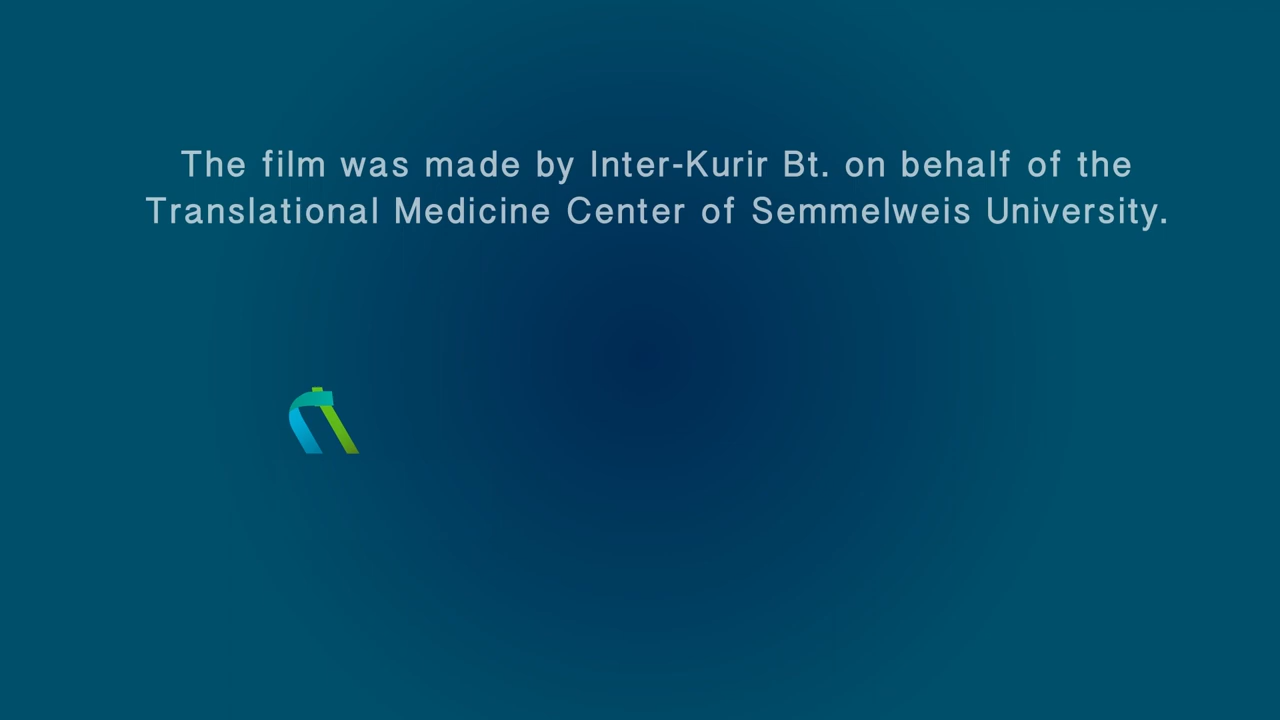 The film was made by Inter-Kurir Bt. on behalf of the
Translational Medicine Center of Semmelweis University.